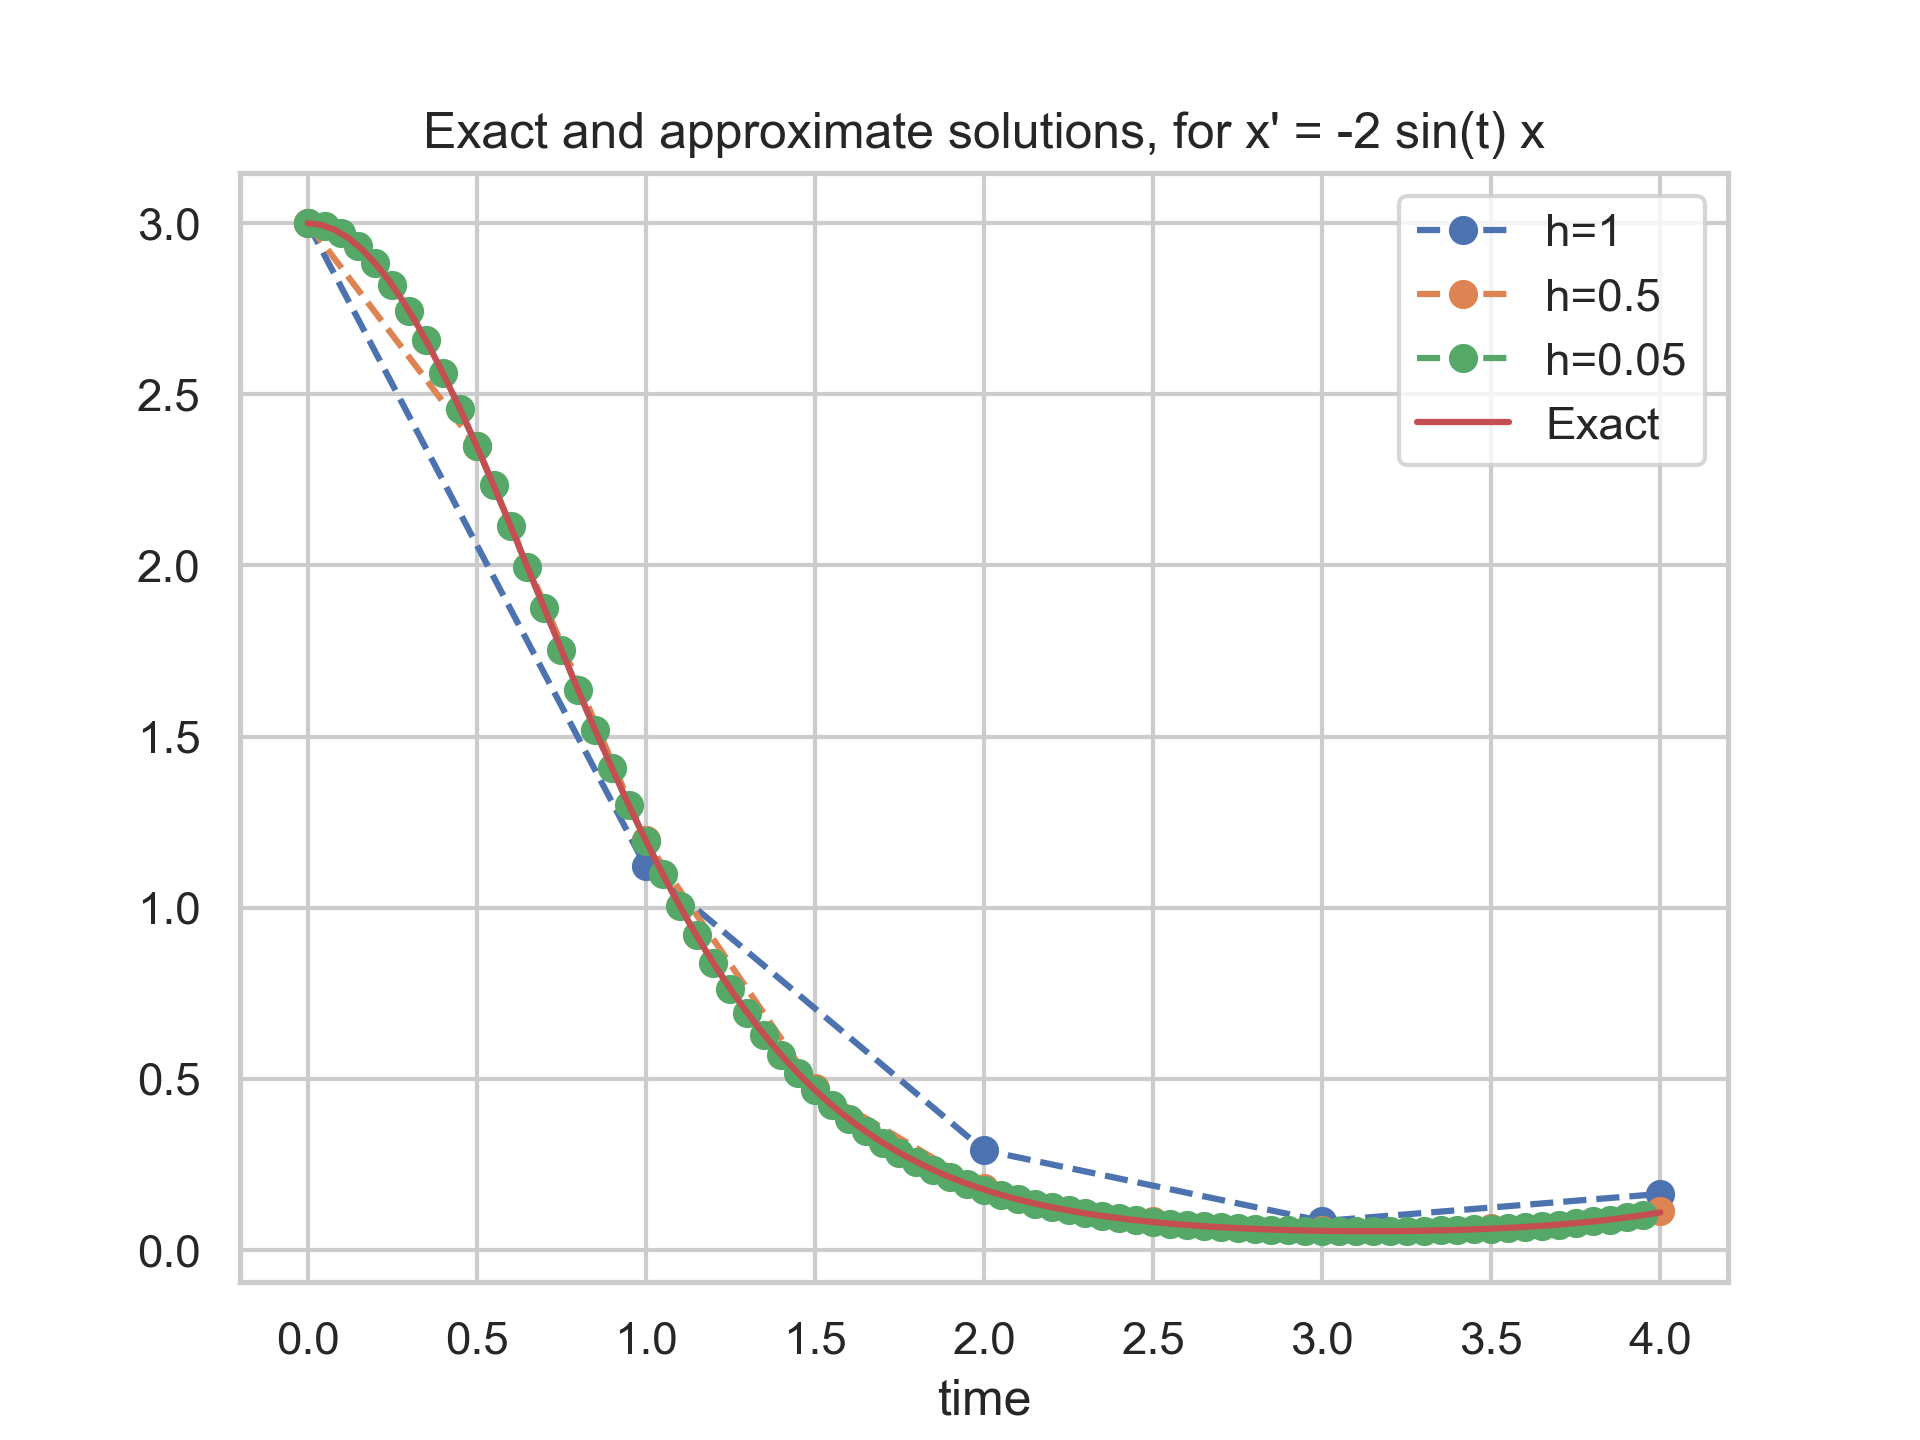 Exact and approximate solutions, for x' = -2 sin(t) x
h=1
h=0.5
h=0.05
Exact
3.0
2.5
2.0
1.5
1.0
0.5
0.0
0.0 0.5 1.0 1.5 2.0 2.5 3.0 3.5 4.0
time